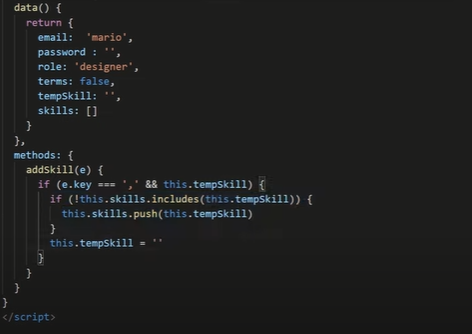 data() {
return {
email: 'mario',
password : '',
role: 'designer',
terms: false,
tempSkill: '',
skills: []
}
},
methods: {
addSkill(e) {
if (e.key === ',' && this.tempSkill) {
if (!this.skills.includes(this.tempSkill)) {
this.skills.push(this.tempSkill)
}
this.tempSkill = ''
}
}
}
}
</script>